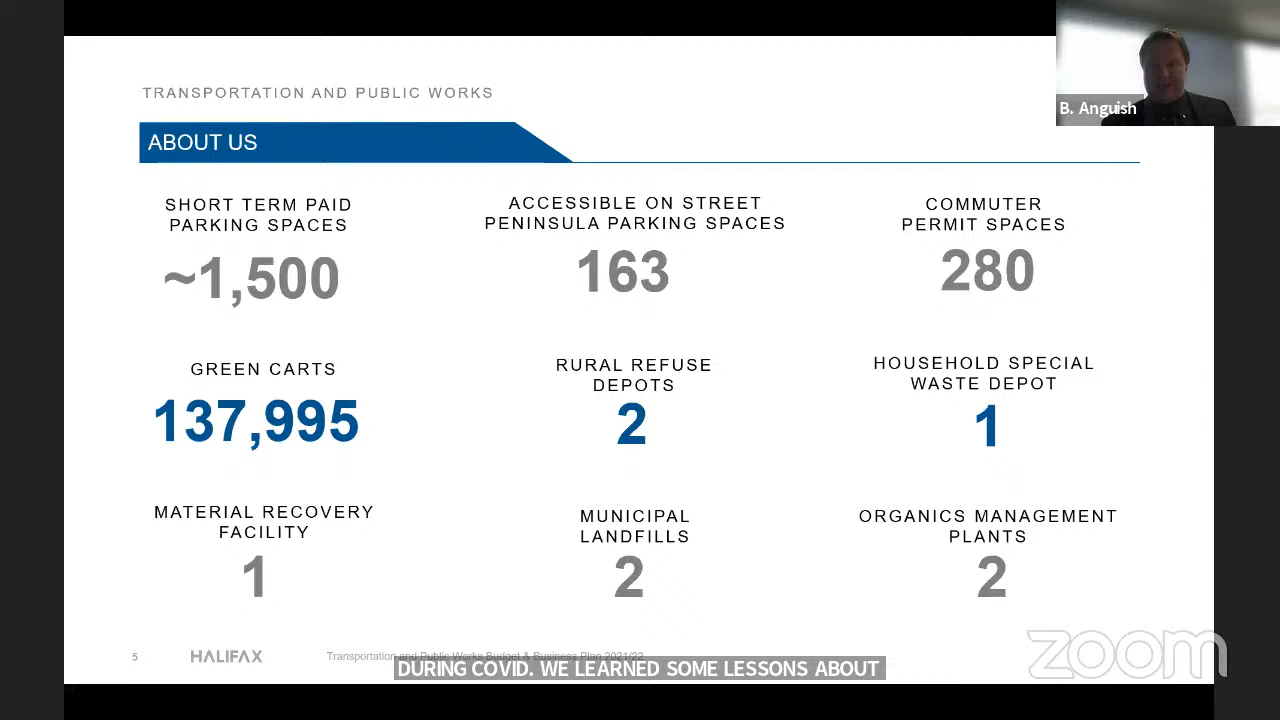 TRANSPORTATION AND PUBLIC WORKS
B. Anguish
ABOUT US
SHORT TERM PAID
PARKING SPACES
~1,500
ACCESSIBLE ON STREET
PENINSULA PARKING SPACES
163
COMMUTER
PERMIT SPACES
280
GREEN CARTS
137,995
RURAL REFUSE
DEPOTS
2
HOUSEHOLD SPECIAL
WASTE DEPOT
1
MATERIAL RECOVERY
FACILITY
1
MUNICIPAL
LANDFILLS
2
ORGANICS MANAGEMENT
PLANTS
2
5
HALIFAX
Transportation and Public Works Budget & Business Plan 2021/22
DURING COVID. WE LEARNED SOME LESSONS ABOUT
zoom